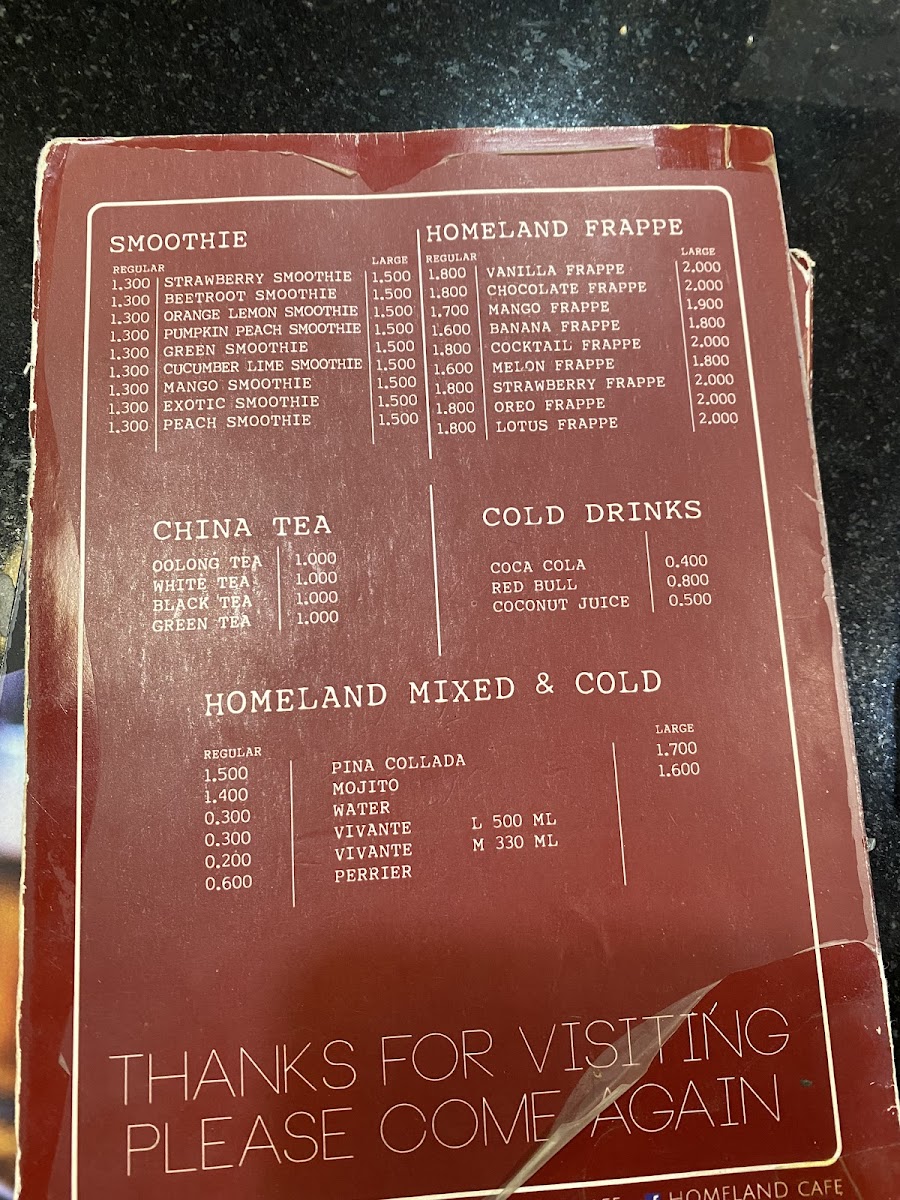 SMOOTHIE
REGULAR LARGE
1.300 STRAWBERRY SMOOTHIE 1.500
1.300 BEETROOT SMOOTHIE 1.500
1.300 ORANGE LEMON SMOOTHIE 1.500
1.300 PUMPKIN PEACH SMOOTHIE 1.500
1.300 GREEN SMOOTHIE 1.500
1.300 CUCUMBER LIME SMOOTHIE 1.500
1.300 MANGO SMOOTHIE 1.500
1.300 EXOTIC SMOOTHIE 1.500
1.300 PEACH SMOOTHIE 1.500
HOMELAND FRAPPE
REGULAR LARGE
1.800 VANILLA FRAPPE 2.000
1.800 CHOCOLATE FRAPPE 2.000
1.700 MANGO FRAPPE 1.900
1.600 BANANA FRAPPE 1.800
1.800 COCKTAIL FRAPPE 2.000
1.600 MELON FRAPPE 1.800
1.800 STRAWBERRY FRAPPE 2.000
1.800 OREO FRAPPE 2.000
1.800 LOTUS FRAPPE 2.000
CHINA TEA
OOLONG TEA 1.000
WHITE TEA 1.000
BLACK TEA 1.000
GREEN TEA 1.000
COLD DRINKS
COCA COLA 0.400
RED BULL 0.800
COCONUT JUICE 0.500
HOMELAND MIXED & COLD
REGULAR LARGE
1.500 PINA COLLADA 1.700
1.400 MOJITO 1.600
0.300 WATER
0.300 VIVANTE L 500 ML
0.200 VIVANTE M 330 ML
0.600 PERRIER
THANKS FOR VISITING
PLEASE COME AGAIN
HOMELAND CAFE